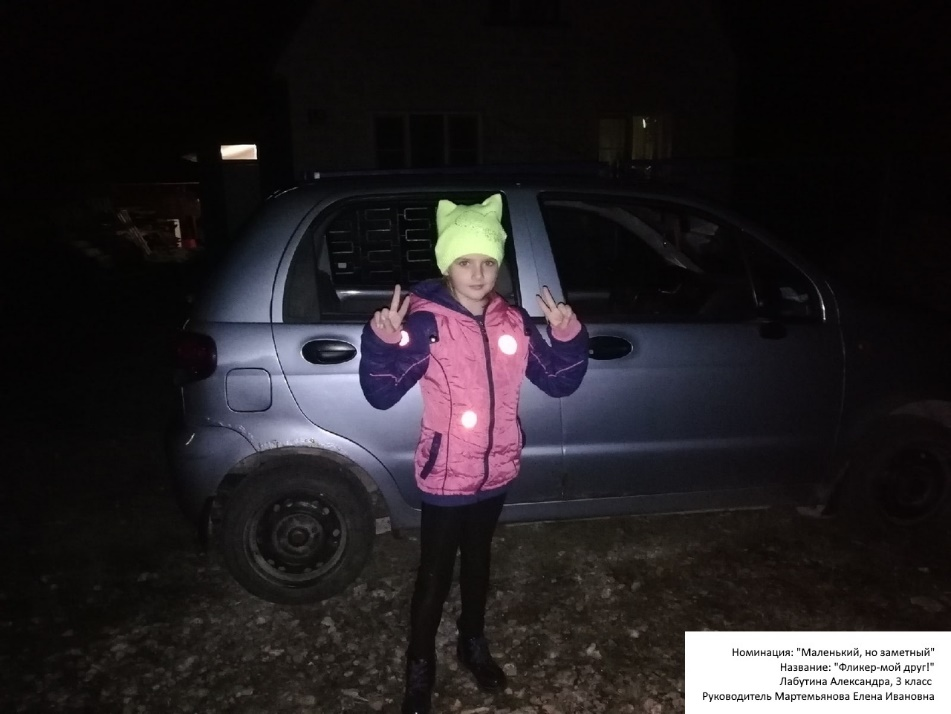 Номинация: "Маленький, но заметный"
Название: "Фликер-мой друг!"
Лабутина Александра, 3 класс
Руководитель Мартемьянова Елена Ивановна